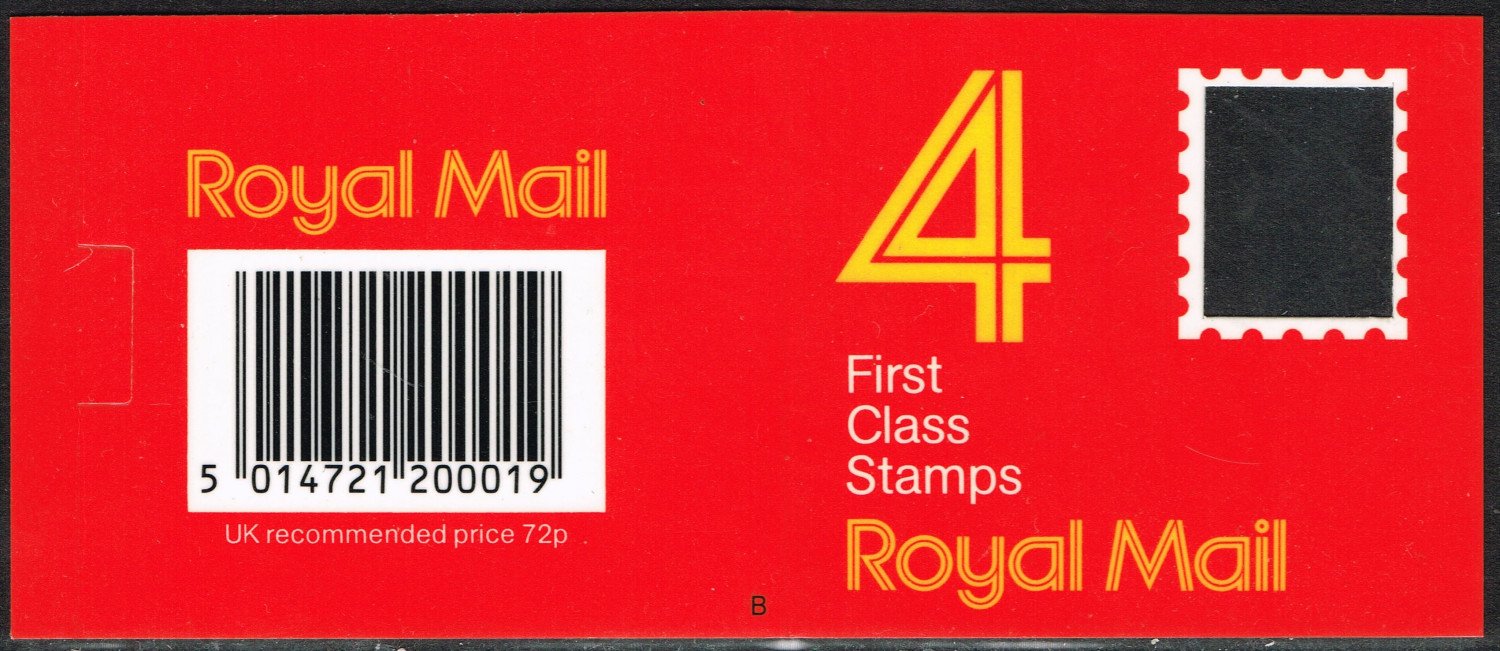 Royal Mail
5 014721 200019
UK recommended price 72p
B
4
First
Class
Stamps
Royal Mail